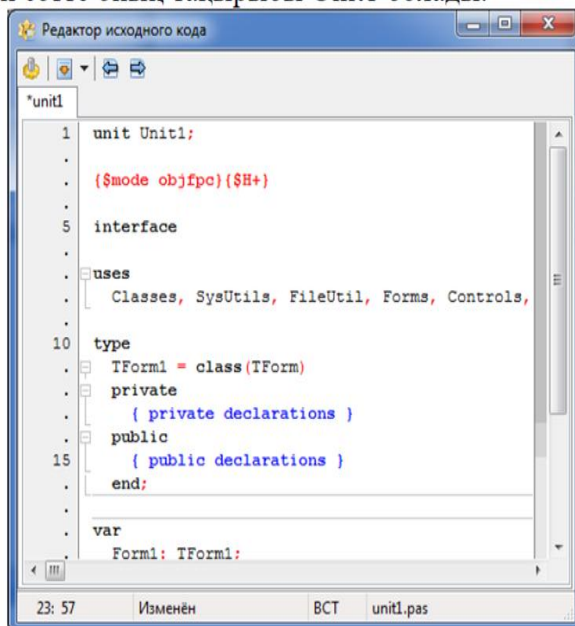 Редактор исходного кода
*unit1
1 unit Unit1;
.
. {$mode objfpc}{$H+}
.
5 interface
.
. uses
. Classes, SysUtils, FileUtil, Forms, Controls,
.
10 type
. TForm1 = class(TForm)
. private
. { private declarations }
. public
15 { public declarations }
. end;
.
. var
. Form1: TForm1;
23: 57 Изменён ВСТ unit1.pas